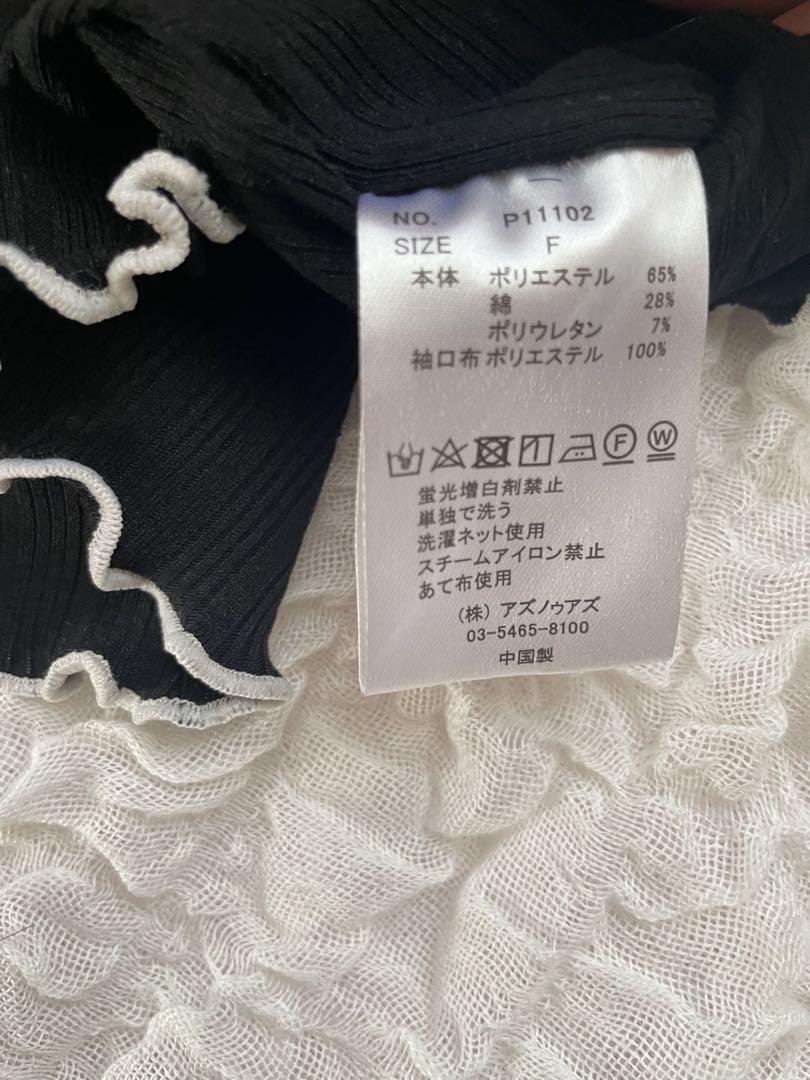 NO. P11102
SIZE F
本体 ポリエステル 65%
綿 28%
ポリウレタン 7%
袖口布 ポリエステル 100%
F W
蛍光増白剤禁止
単独で洗う
洗濯ネット使用
スチームアイロン禁止
あて布使用
(株) アズノゥアズ
03-5465-8100
中国製